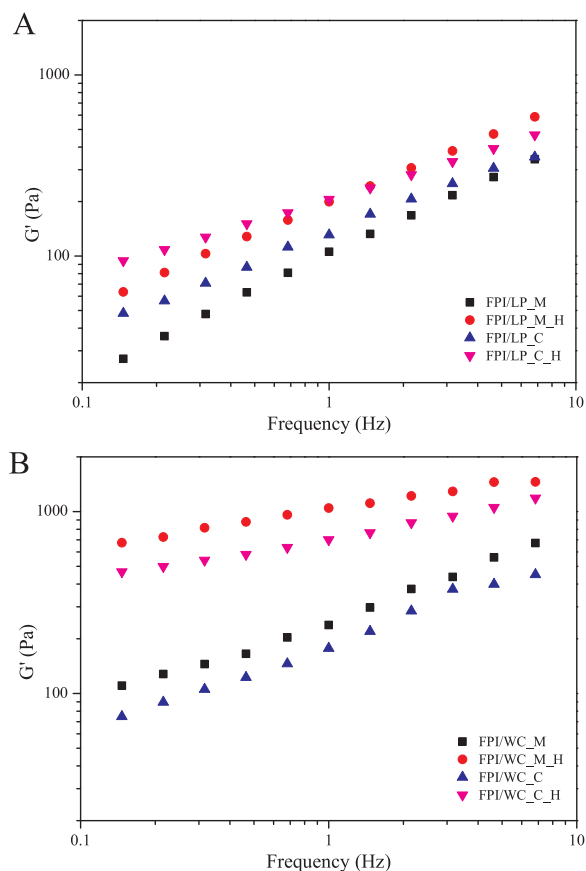 A
1000
100
G' (Pa)
0.1
1
10
Frequency (Hz)
FPI/LP_M
FPI/LP_M_H
FPI/LP_C
FPI/LP_C_H
B
1000
100
G' (Pa)
0.1
1
10
Frequency (Hz)
FPI/WC_M
FPI/WC_M_H
FPI/WC_C
FPI/WC_C_H